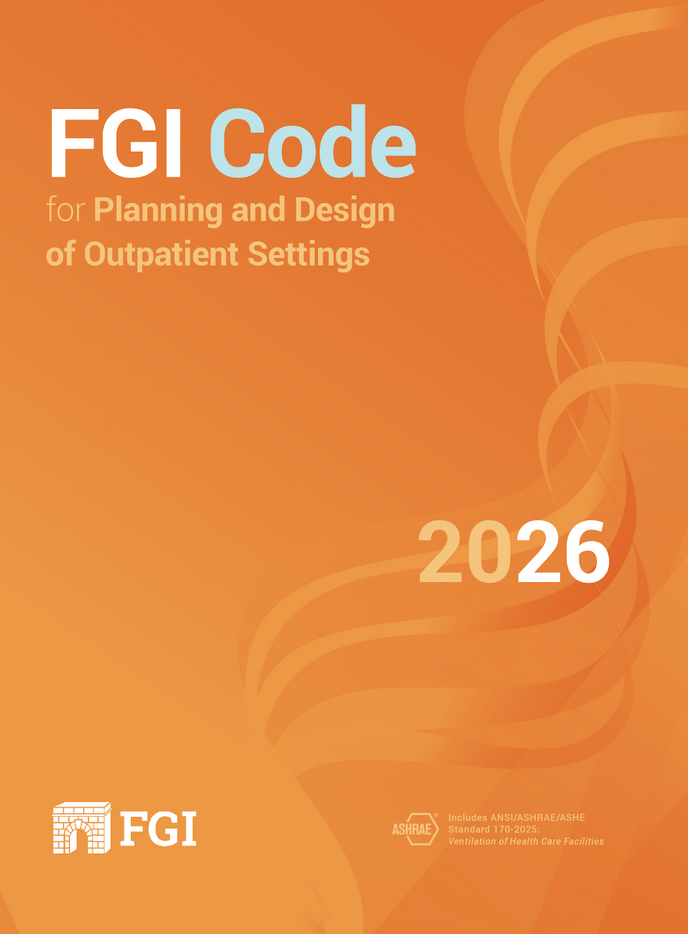 FGI Code
for Planning and Design
of Outpatient Settings
2026
FGI
ASHRAE
Includes ANSI/ASHRAE/ASHE
Standard 170-2025:
Ventilation of Health Care Facilities